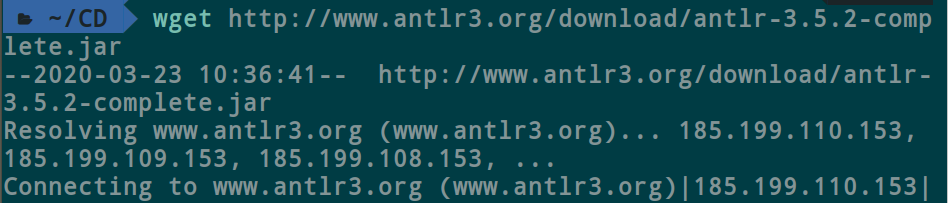 ~/CD wget http://www.antlr3.org/download/antlr-3.5.2-comp
lete.jar
--2020-03-23 10:36:41--  http://www.antlr3.org/download/antlr-
3.5.2-complete.jar
Resolving www.antlr3.org (www.antlr3.org)... 185.199.110.153,
185.199.109.153, 185.199.108.153, ...
Connecting to www.antlr3.org (www.antlr3.org)|185.199.110.153|